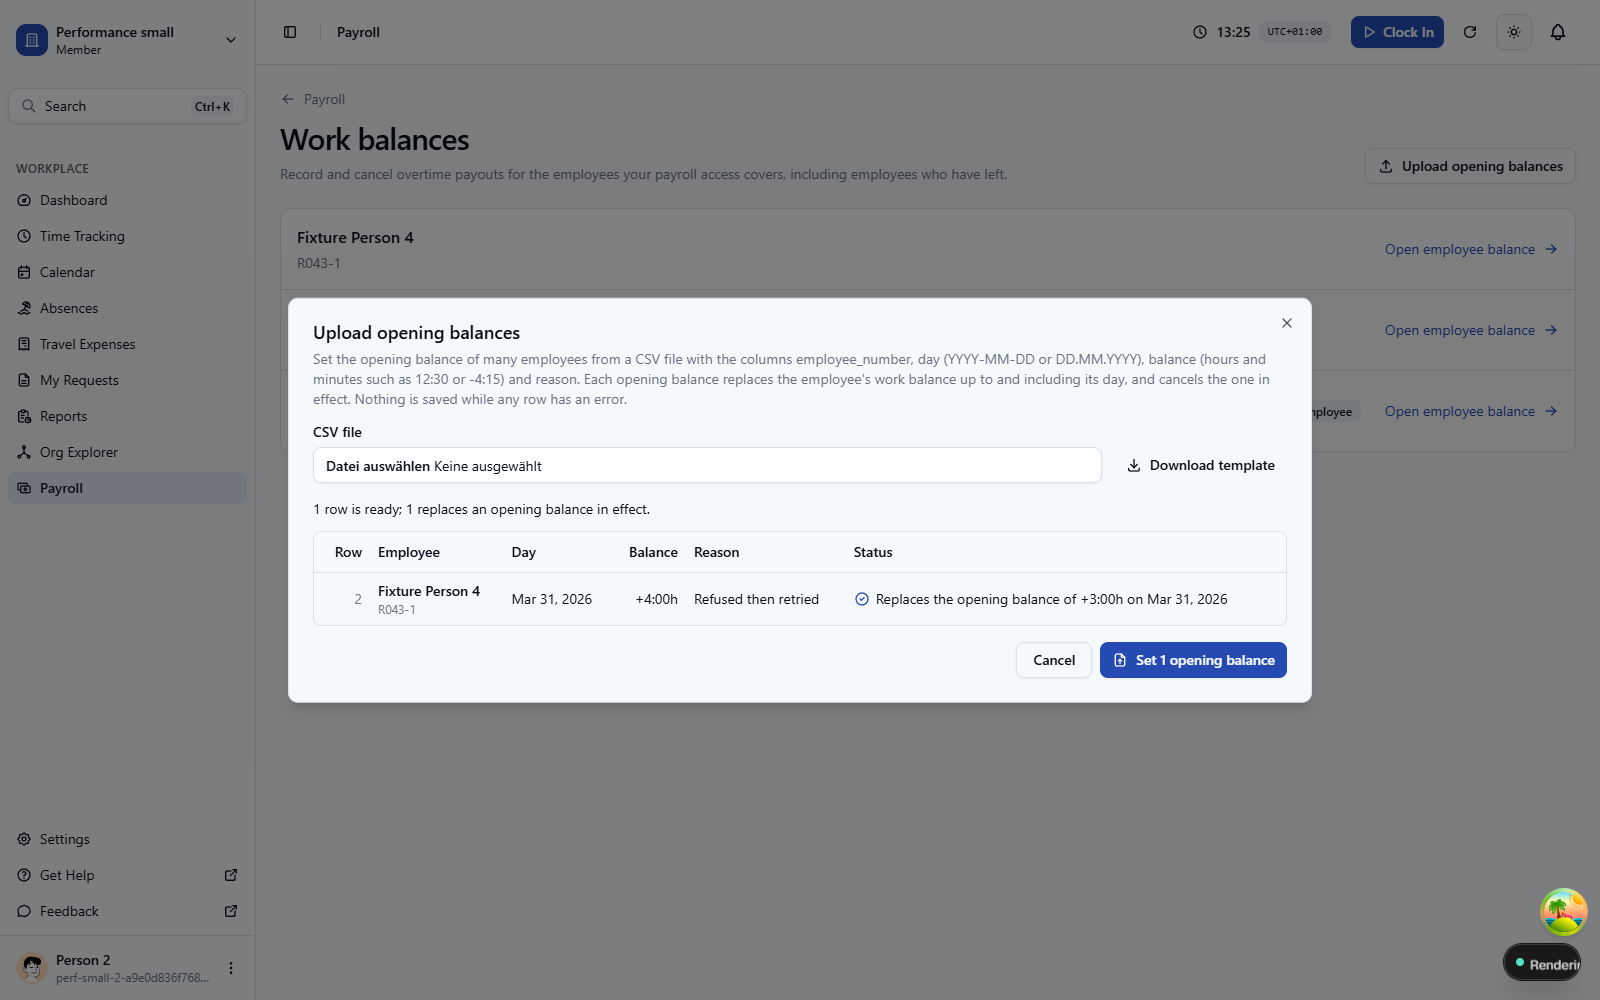 Performance small
Member
Search
Ctrl+K
WORKPLACE
Dashboard
Time Tracking
Calendar
Absences
Travel Expenses
My Requests
Reports
Org Explorer
Payroll
Settings
Get Help
Feedback
Person 2
perf-small-2-a9e0d836f768...
Payroll
13:25
UTC+01:00
Clock In
Payroll
Work balances
Record and cancel overtime payouts for the employees your payroll access covers, including employees who have left.
Upload opening balances
Fixture Person 4
R043-1
Open employee balance
Open employee balance
Open employee balance
Upload opening balances
Set the opening balance of many employees from a CSV file with the columns employee_number, day (YYYY-MM-DD or DD.MM.YYYY), balance (hours and
minutes such as 12:30 or -4:15) and reason. Each opening balance replaces the employee's work balance up to and including its day, and cancels the one in
effect. Nothing is saved while any row has an error.
CSV file
Datei auswählen Keine ausgewählt
Download template
1 row is ready; 1 replaces an opening balance in effect.
Row Employee Day Balance Reason Status
2 Fixture Person 4 Mar 31, 2026 +4:00h Refused then retried Replaces the opening balance of +3:00h on Mar 31, 2026
R043-1
Cancel
Set 1 opening balance